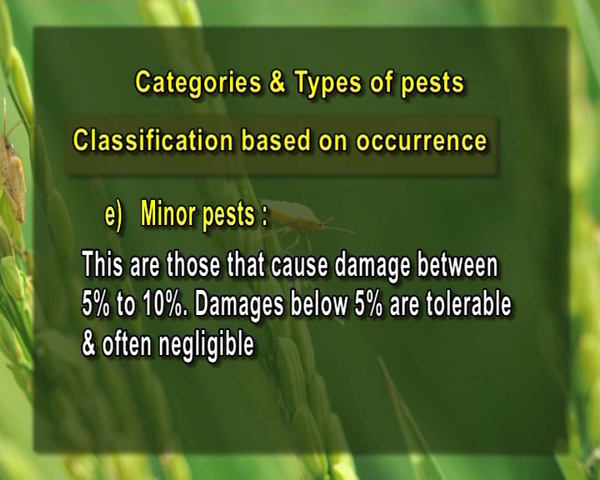 Categories & Types of pests
Classification based on occurrence
e) Minor pests :
This are those that cause damage between
5% to 10%. Damages below 5% are tolerable
& often negligible